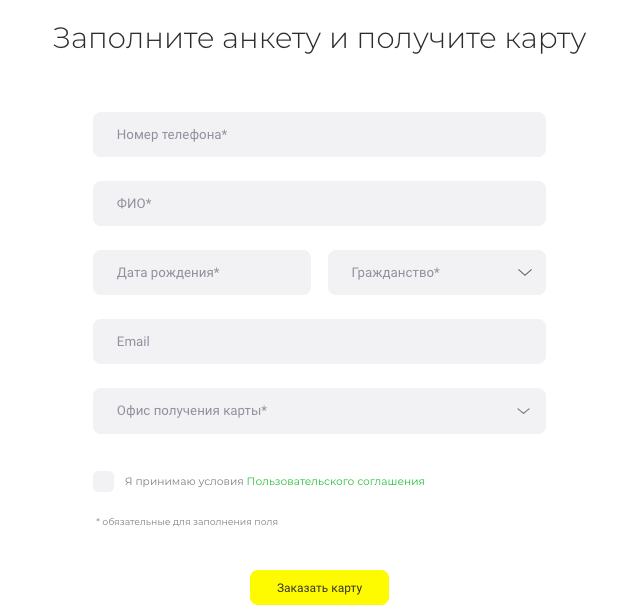 Заполните анкету и получите карту
Номер телефона*
ФИО*
Дата рождения*
Гражданство*
Email
Офис получения карты*
Я принимаю условия Пользовательского соглашения
* обязательные для заполнения поля
Заказать карту